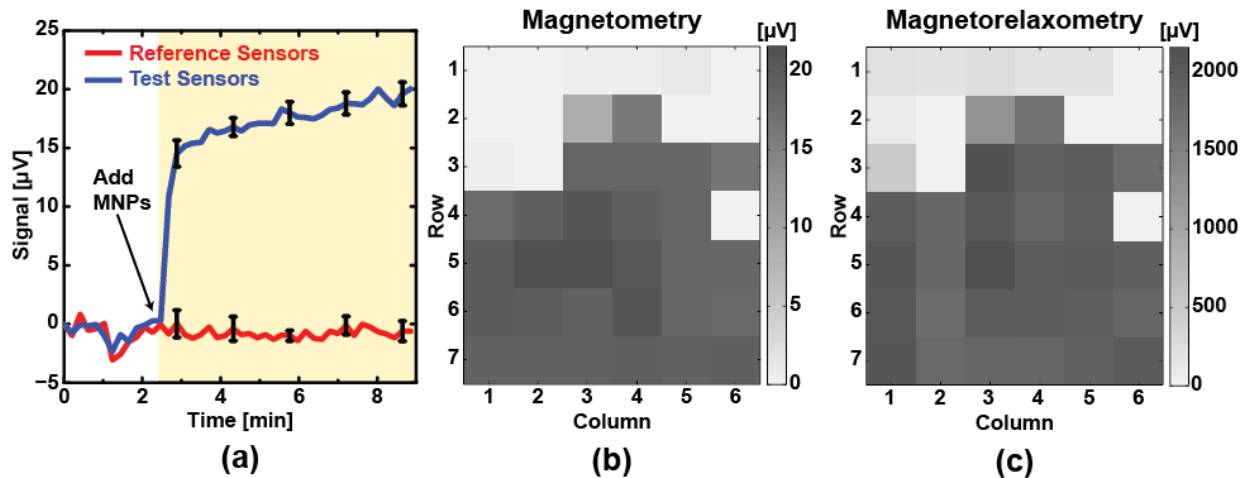 25
20
15
10
5
0
−5
Signal [µV]
Reference Sensors
Test Sensors
Add
MNPs
0 2 4 6 8
Time [min]
(a)
Magnetometry
[µV]
Row
1
2
3
4
5
6
7
1 2 3 4 5 6
Column
20
15
10
5
0
(b)
Magnetorelaxometry
[µV]
Row
1
2
3
4
5
6
7
1 2 3 4 5 6
Column
2000
1500
1000
500
0
(c)